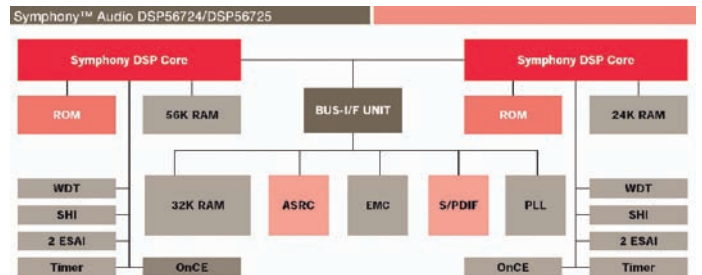 Symphony™ Audio DSP56724/DSP56725
Symphony DSP Core
Symphony DSP Core
ROM
56K RAM
BUS-I/F UNIT
ROM
24K RAM
32K RAM
ASRC
EMC
S/PDIF
PLL
WDT
SHI
2 ESAI
Timer
OnCE
WDT
SHI
2 ESAI
OnCE
Timer